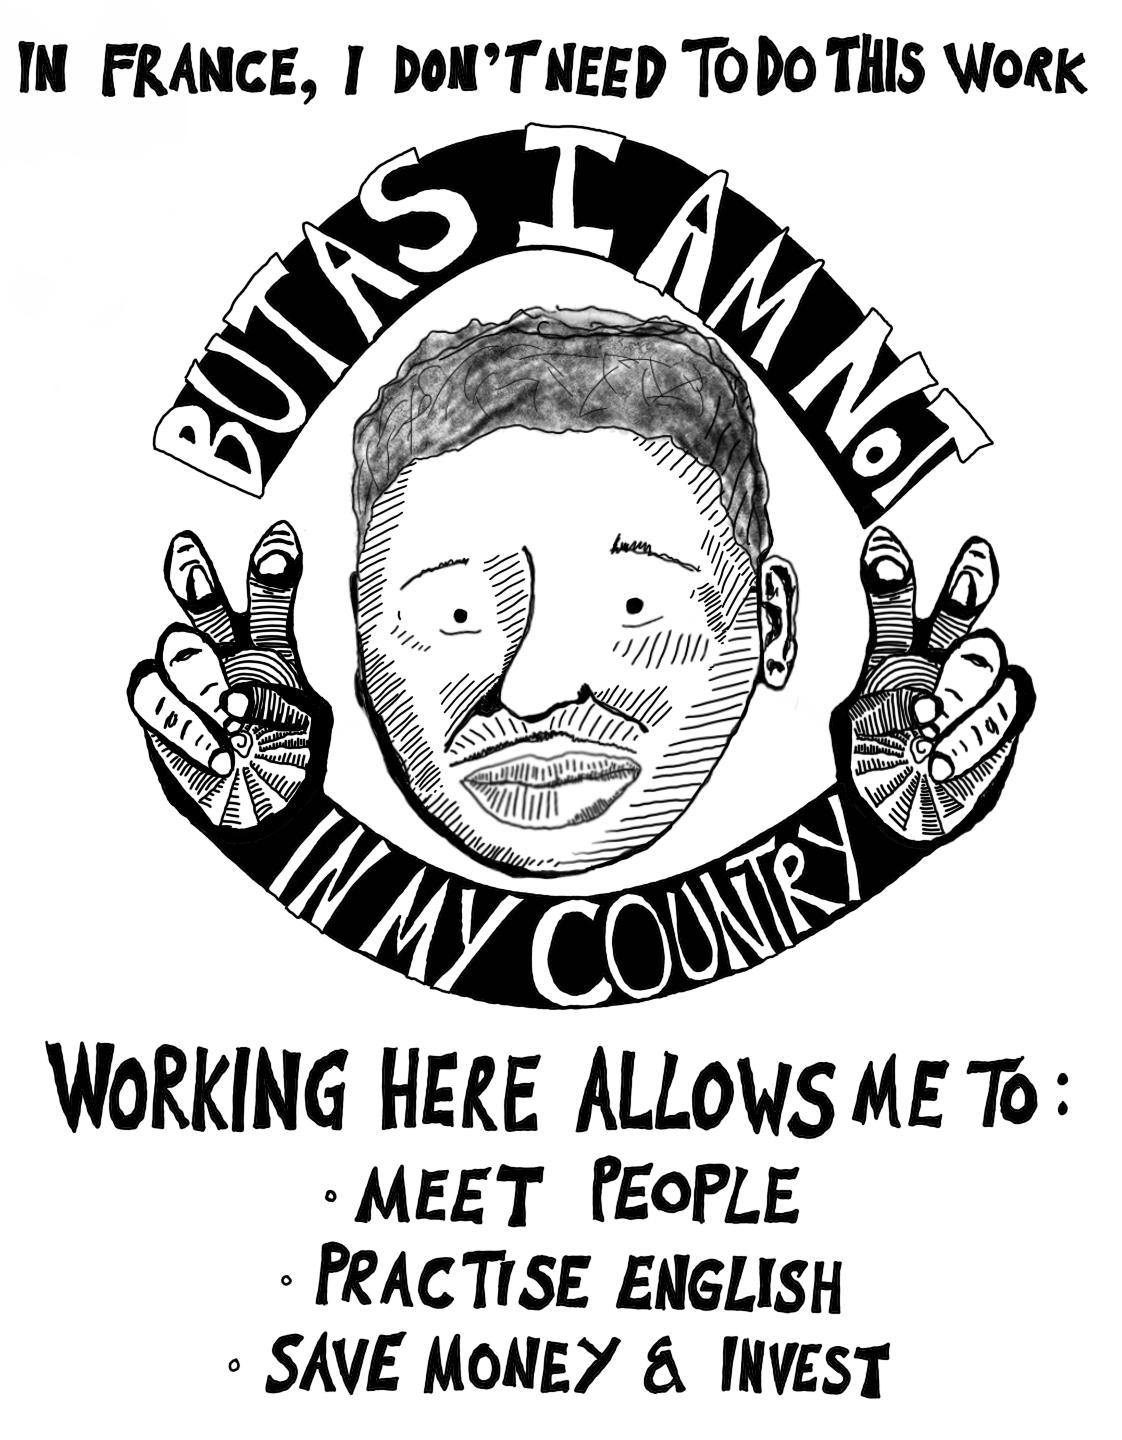 IN FRANCE, I DON'T NEED TO DO THIS WORK
BUT AS I AM NOT
IN MY COUNTRY
WORKING HERE ALLOWS ME TO:
◦ MEET PEOPLE
◦ PRACTISE ENGLISH
◦ SAVE MONEY & INVEST